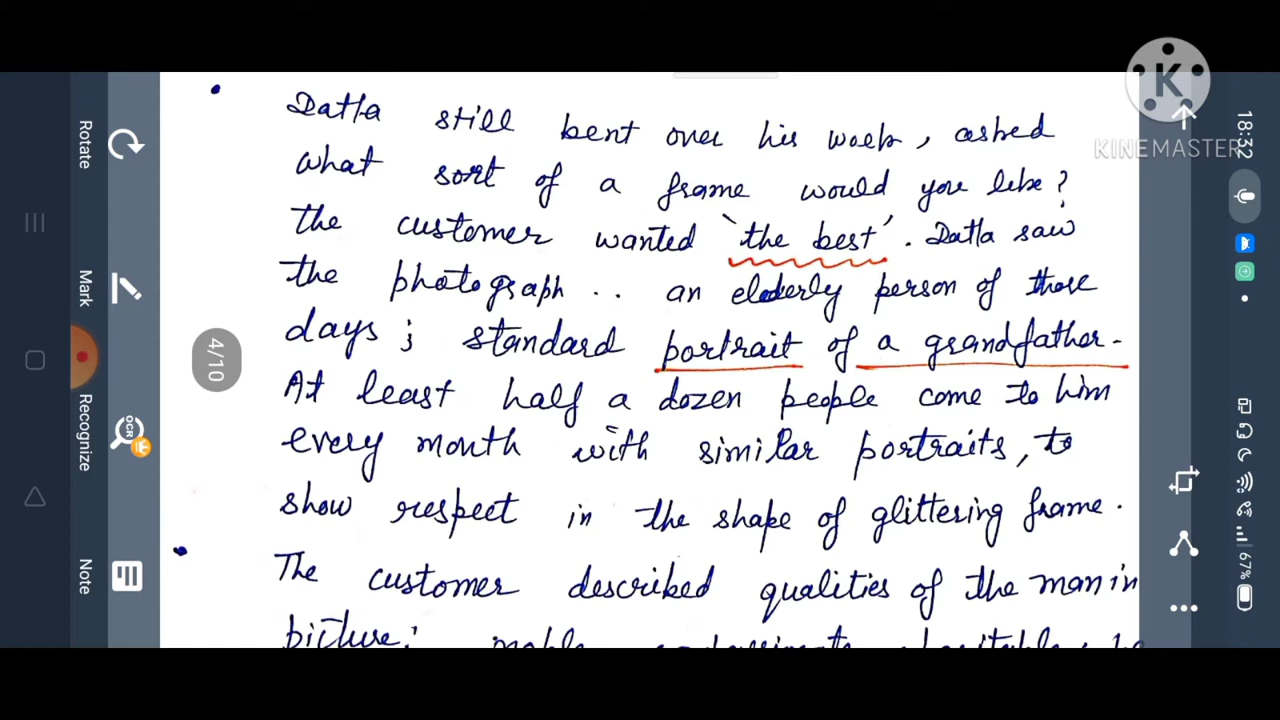 18:32
K
KINEMASTER
Rotate
Mark
OCR
Recognize
Note
4/10
67%
• Datta still bent over his work, asked
what sort of a frame would you like?
the customer wanted 'the best'. Datta saw
the photograph .. an elderly person of those
days; standard portrait of a grandfather.
At least half a dozen people come to him
every month with similar portraits, to
show respect in the shape of glittering frame.
• The customer described qualities of the man in
picture;